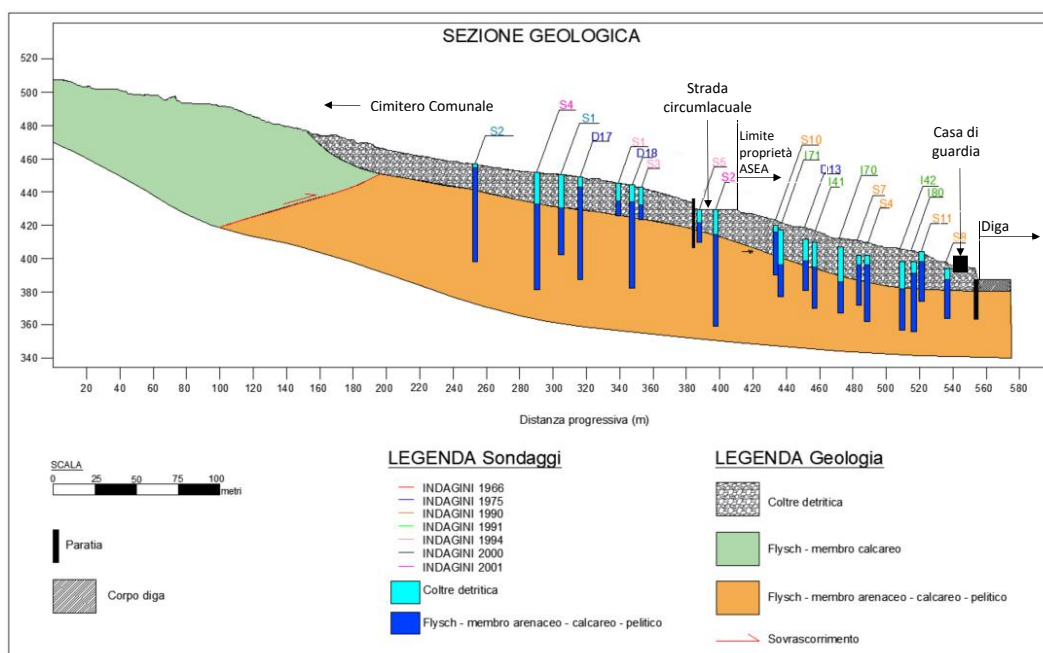 SEZIONE GEOLOGICA
Cimitero Comunale
Strada
circumlacuale
Limite
proprietà
ASEA
Casa di
guardia
Diga
S2
S4
S1
D17
S1
D18
S3
S5
S2
S10
I71
D13
I41
I70
S7
S4
I42
I80
S11
S8
520
500
480
460
440
420
400
380
360
340
20 40 60 80 100 120 140 160 180 200 220 240 260 280 300 320 340 360 380 400 420 440 460 480 500 520 540 560 580
Distanza progressiva (m)
SCALA
0 25 50 75 100
metri
Paratia
Corpo diga
LEGENDA Sondaggi
INDAGINI 1966
INDAGINI 1975
INDAGINI 1990
INDAGINI 1991
INDAGINI 1994
INDAGINI 2000
INDAGINI 2001
Coltre detritica
Flysch - membro arenaceo - calcareo - pelitico
LEGENDA Geologia
Coltre detritica
Flysch - membro calcareo
Flysch - membro arenaceo - calcareo - pelitico
Sovrascorrimento